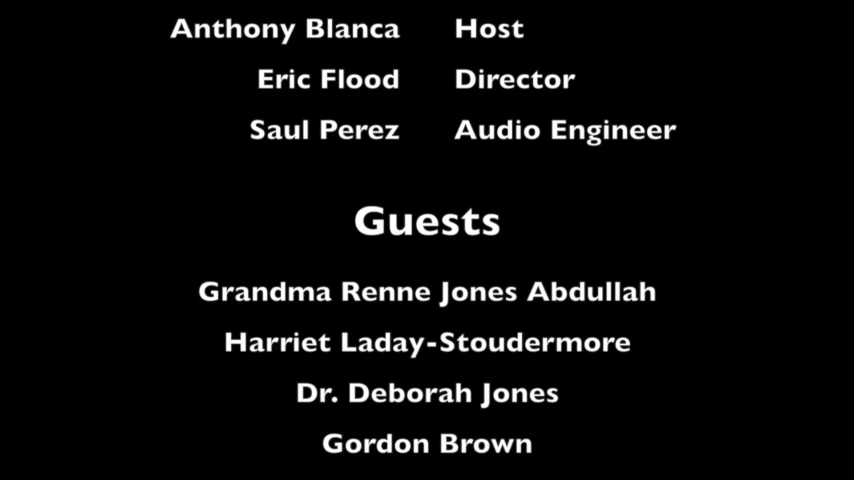 Anthony Blanca Host
Eric Flood Director
Saul Perez Audio Engineer
Guests
Grandma Renne Jones Abdullah
Harriet Laday-Stoudermore
Dr. Deborah Jones
Gordon Brown